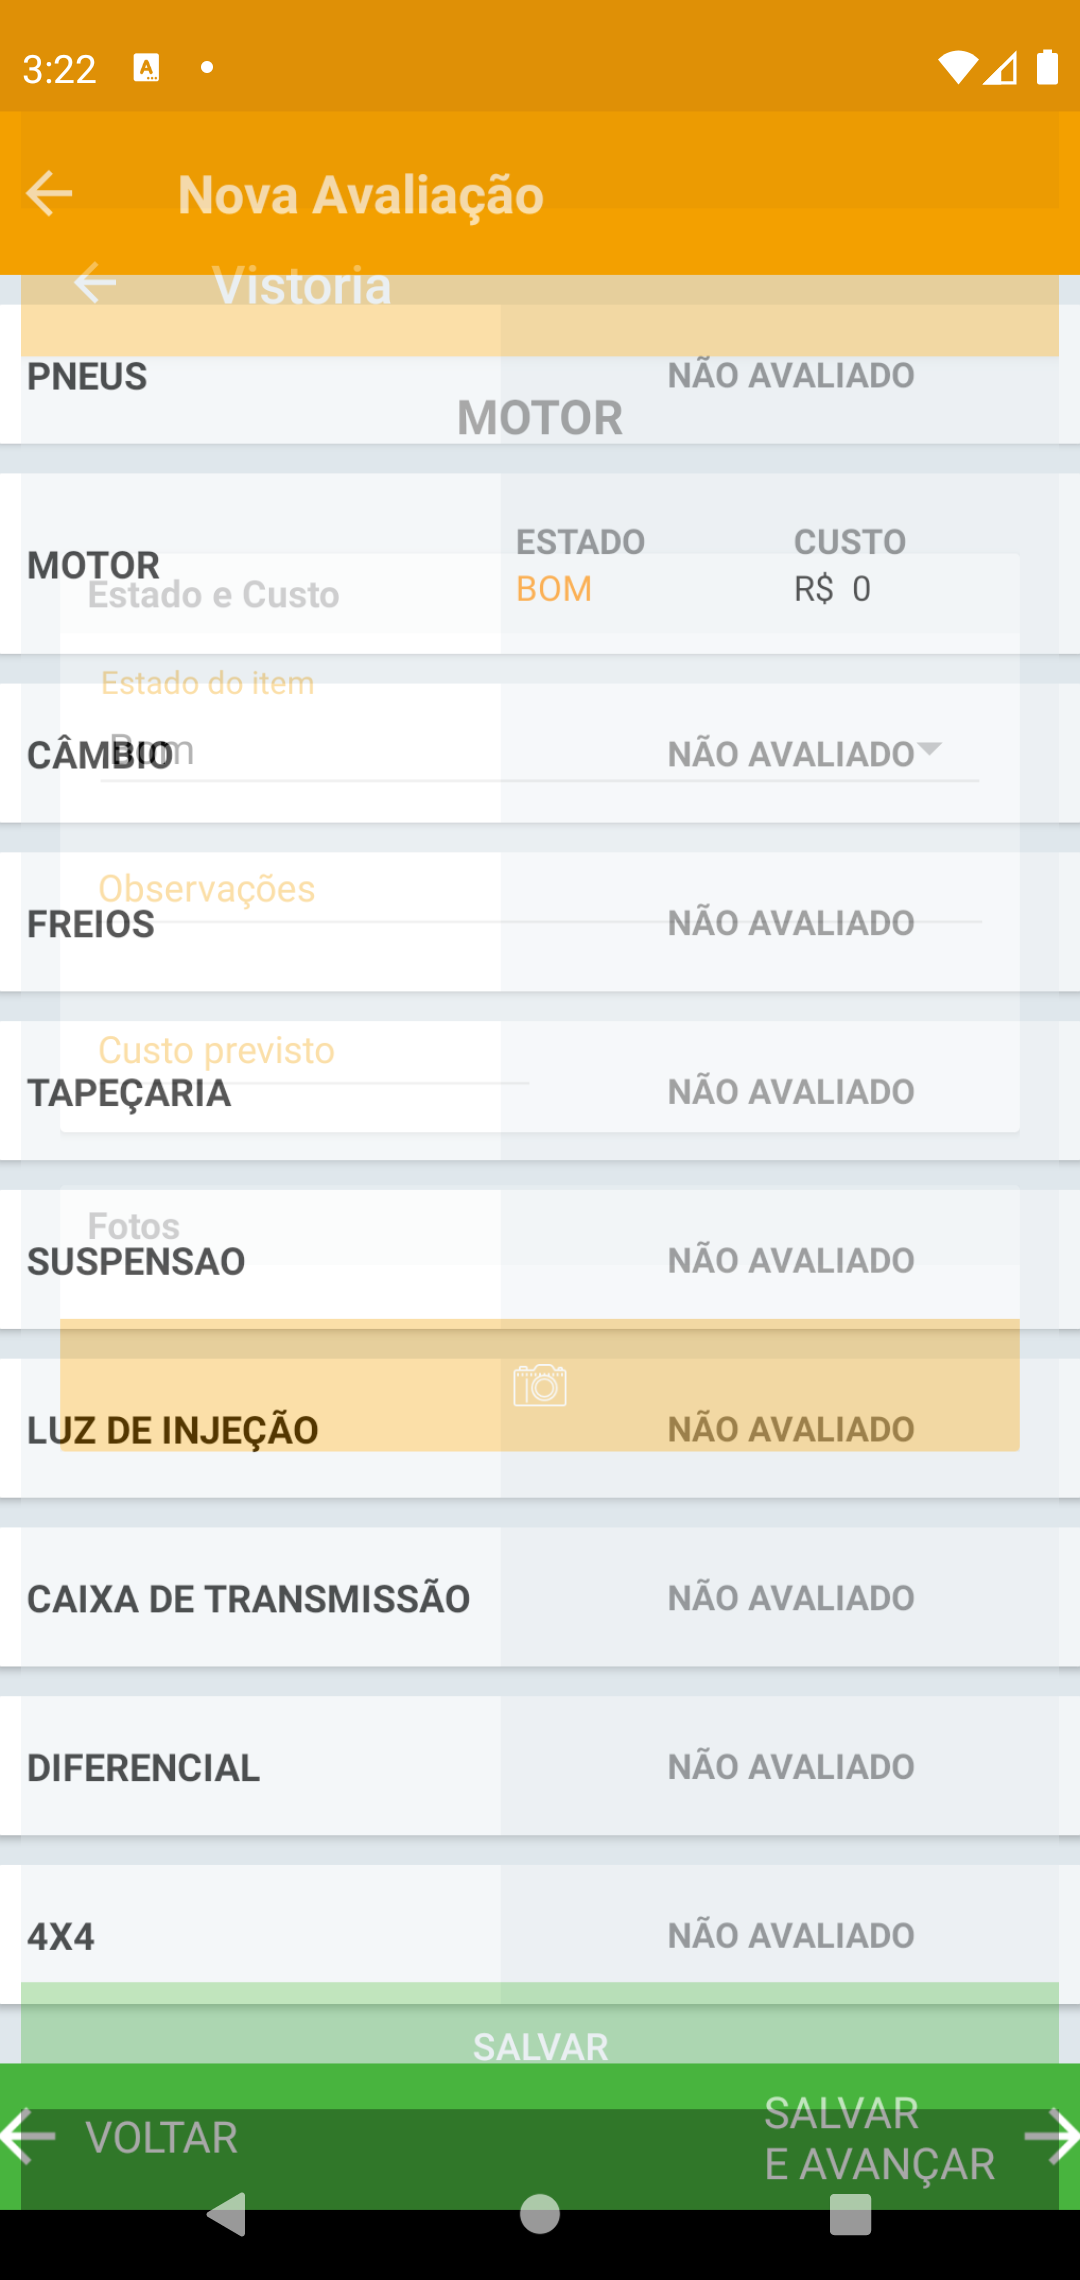 3:22
Nova Avaliação
Vistoria
PNEUS NÃO AVALIADO
MOTOR
ESTADO CUSTO
MOTOR
BOM R$ 0
Estado e Custo
Estado do item
Bom
CÂMBIO NÃO AVALIADO
Observações
FREIOS NÃO AVALIADO
Custo previsto
TAPEÇARIA NÃO AVALIADO
Fotos
SUSPENSAO NÃO AVALIADO
LUZ DE INJEÇÃO NÃO AVALIADO
CAIXA DE TRANSMISSÃO NÃO AVALIADO
DIFERENCIAL NÃO AVALIADO
4X4 NÃO AVALIADO
SALVAR
VOLTAR
SALVAR
E AVANÇAR